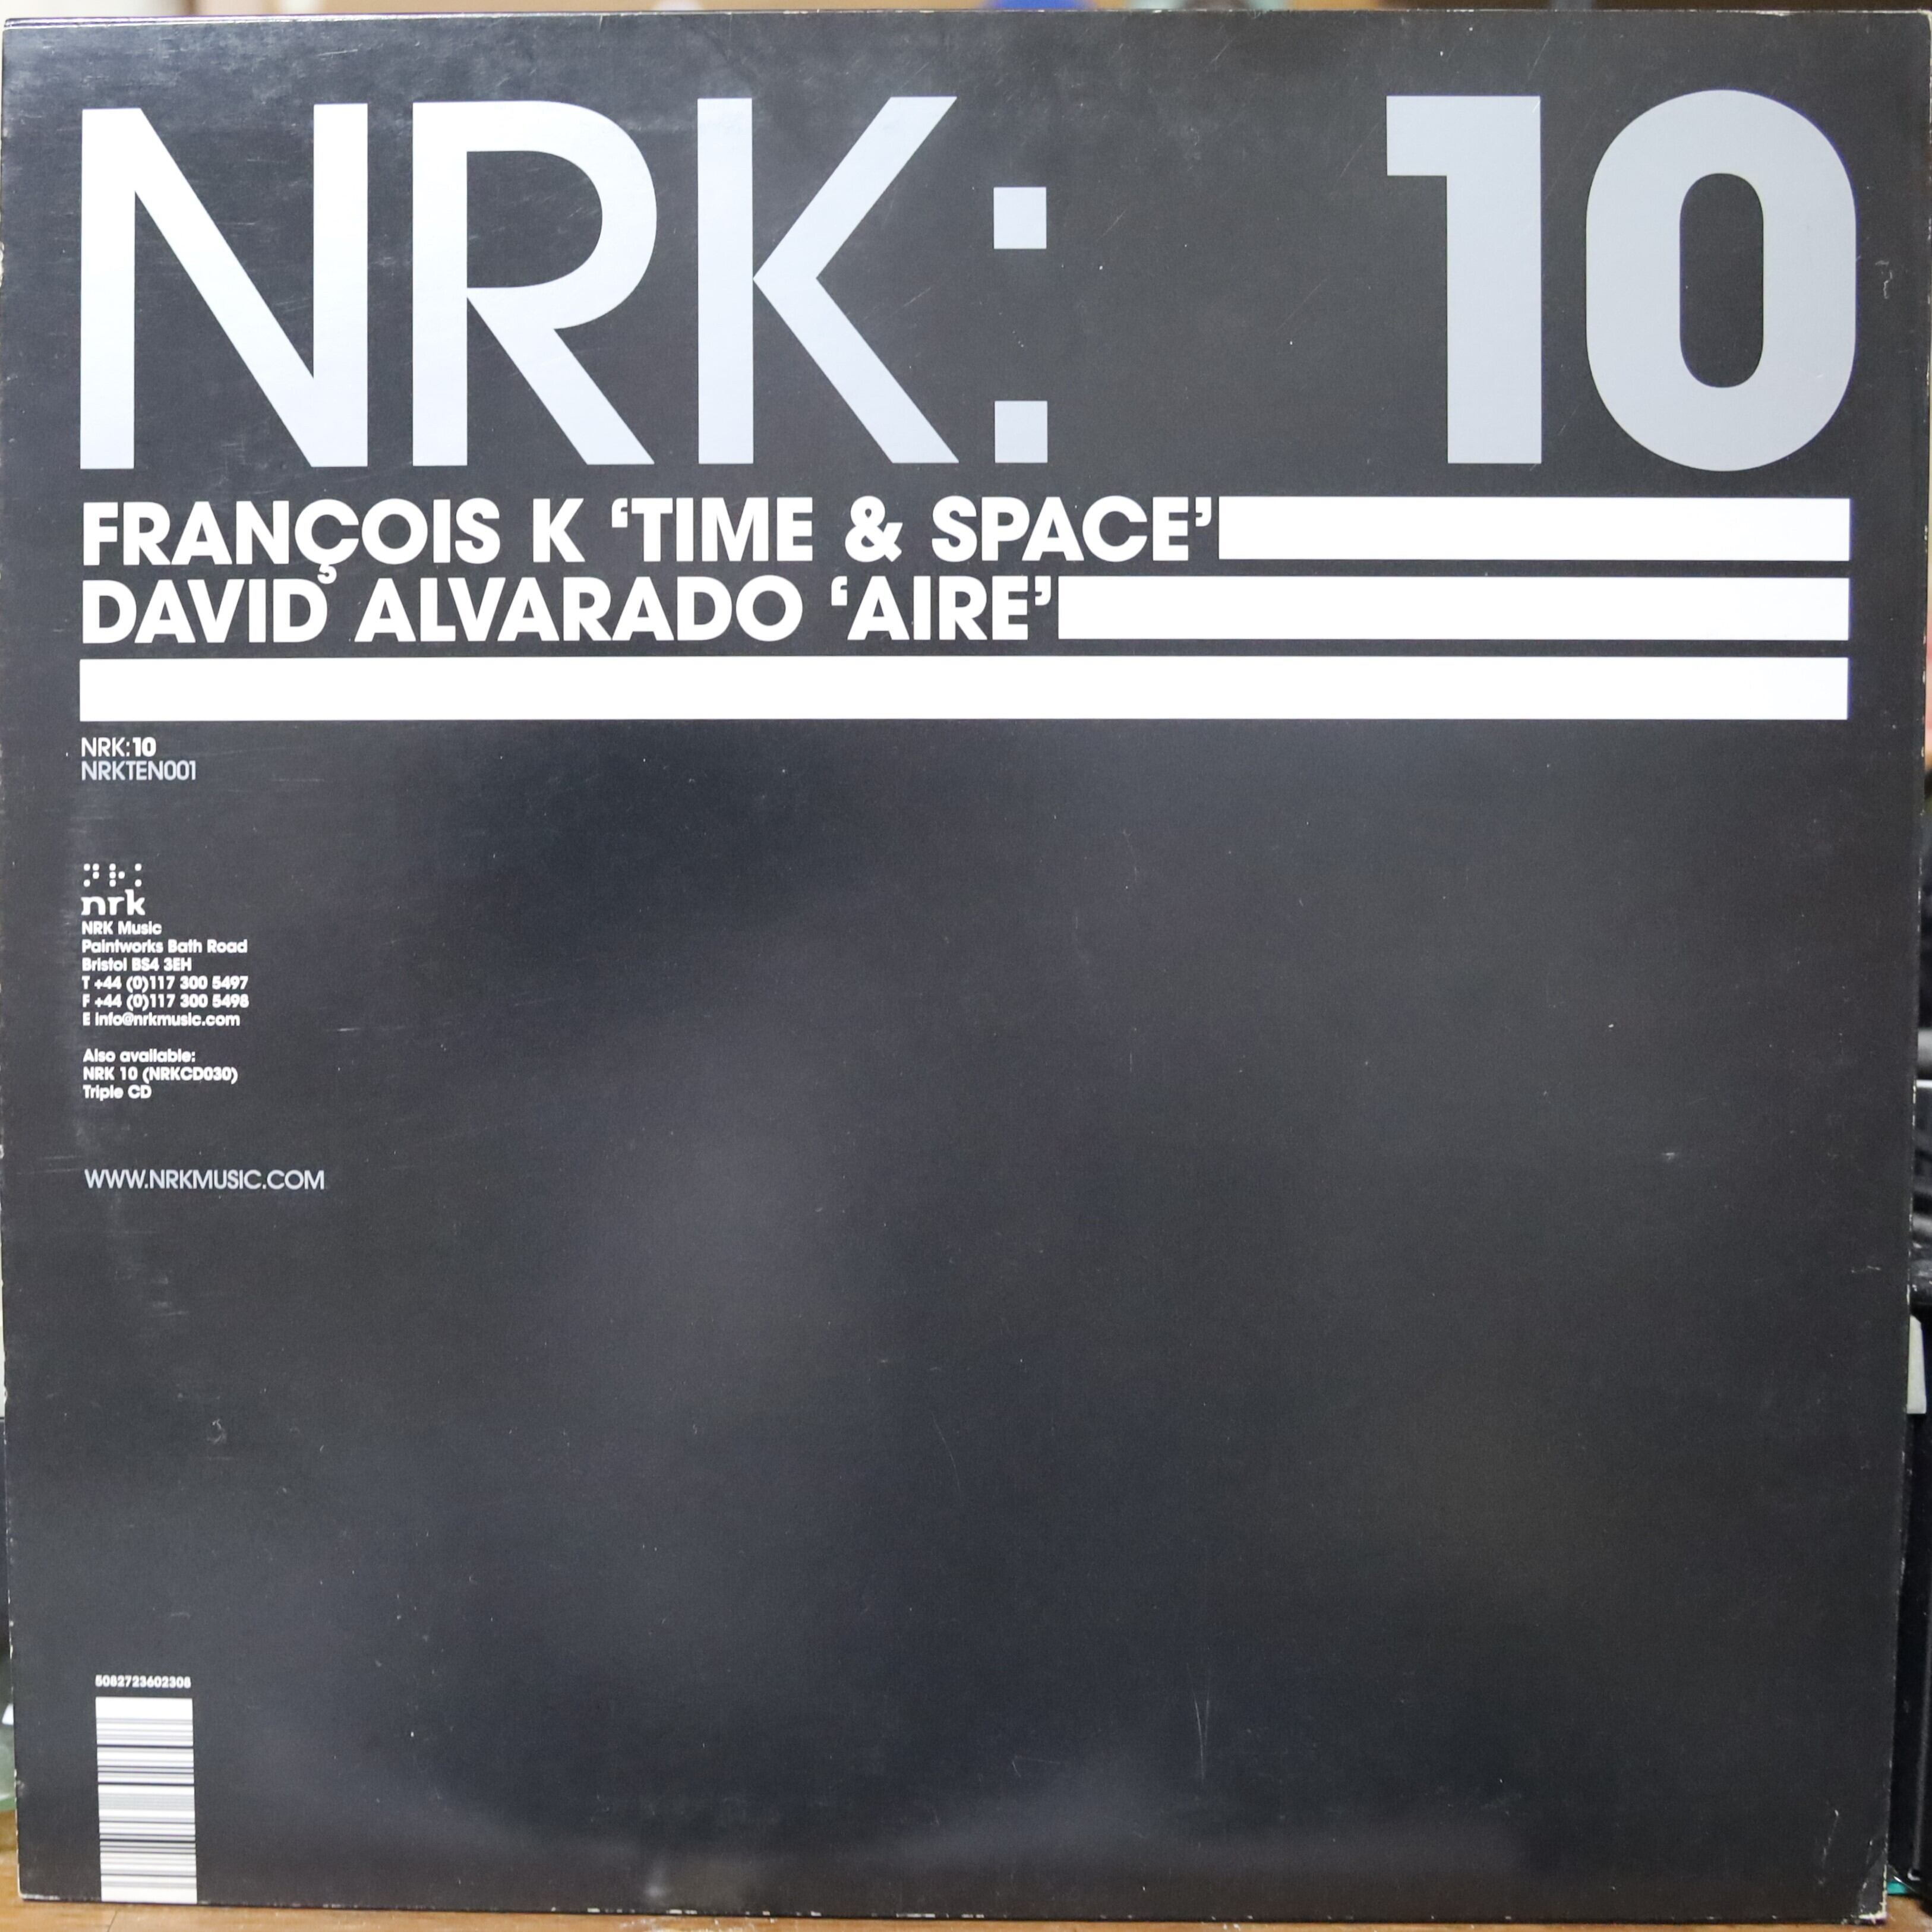 NRK: 10
FRANÇOIS K ‘TIME & SPACE’
DAVID ALVARADO ‘AIRE’
NRK:10
NRKTEN001
nrk
NRK Music
Paintworks Bath Road
Bristol BS4 3EH
T +44 (0)117 300 5497
F +44 (0)117 300 5498
E info@nrkmusic.com
Also available:
NRK 10 (NRKCD030)
Triple CD
WWW.NRKMUSIC.COM
5082723602308